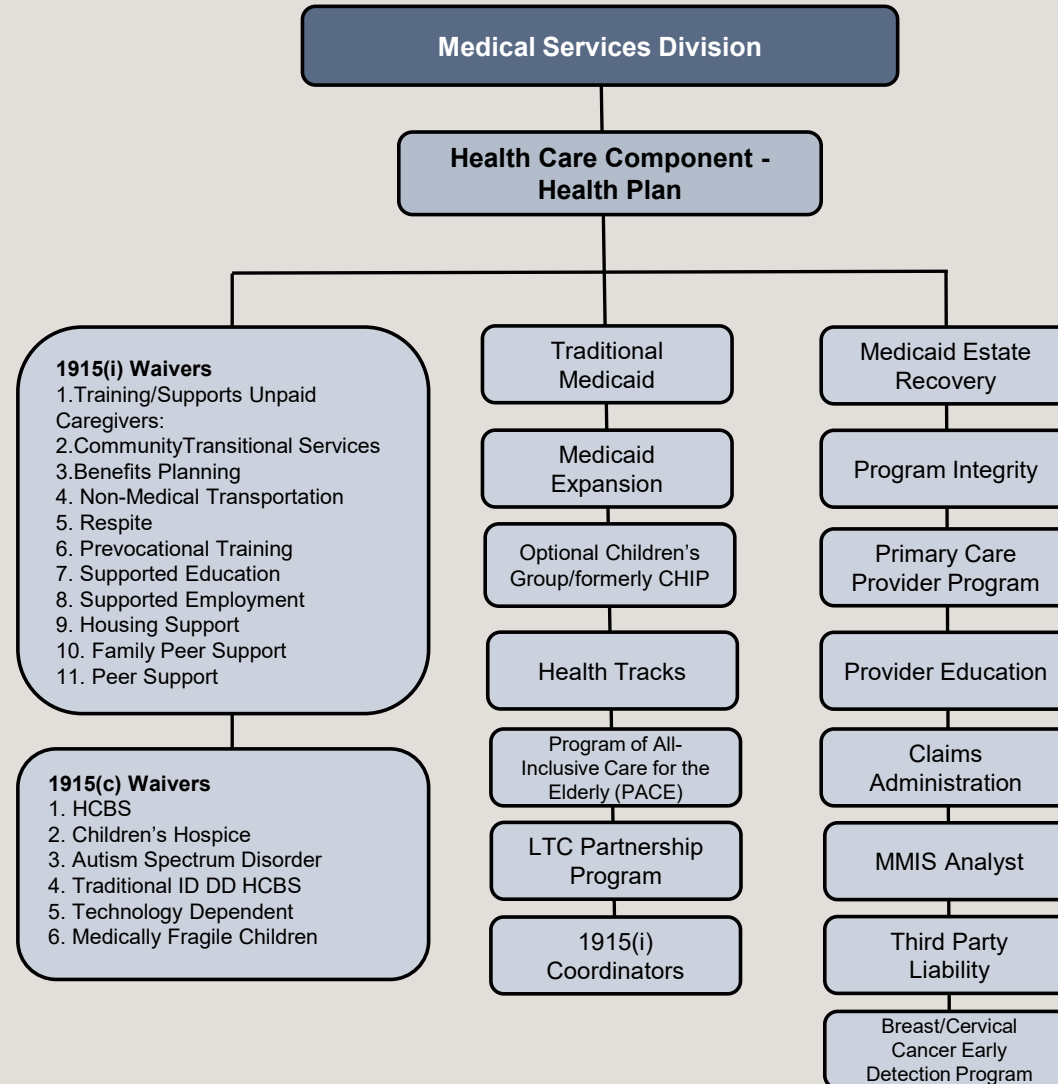 Medical Services Division
Health Care Component -
Health Plan
1915(i) Waivers
1.Training/Supports Unpaid
Caregivers:
2.CommunityTransitional Services
3.Benefits Planning
4. Non-Medical Transportation
5. Respite
6. Prevocational Training
7. Supported Education
8. Supported Employment
9. Housing Support
10. Family Peer Support
11. Peer Support
1915(c) Waivers
1. HCBS
2. Children’s Hospice
3. Autism Spectrum Disorder
4. Traditional ID DD HCBS
5. Technology Dependent
6. Medically Fragile Children
Traditional
Medicaid
Medicaid
Expansion
Optional Children’s
Group/formerly CHIP
Health Tracks
Program of All-
Inclusive Care for the
Elderly (PACE)
LTC Partnership
Program
1915(i)
Coordinators
Medicaid Estate
Recovery
Program Integrity
Primary Care
Provider Program
Provider Education
Claims
Administration
MMIS Analyst
Third Party
Liability
Breast/Cervical
Cancer Early
Detection Program